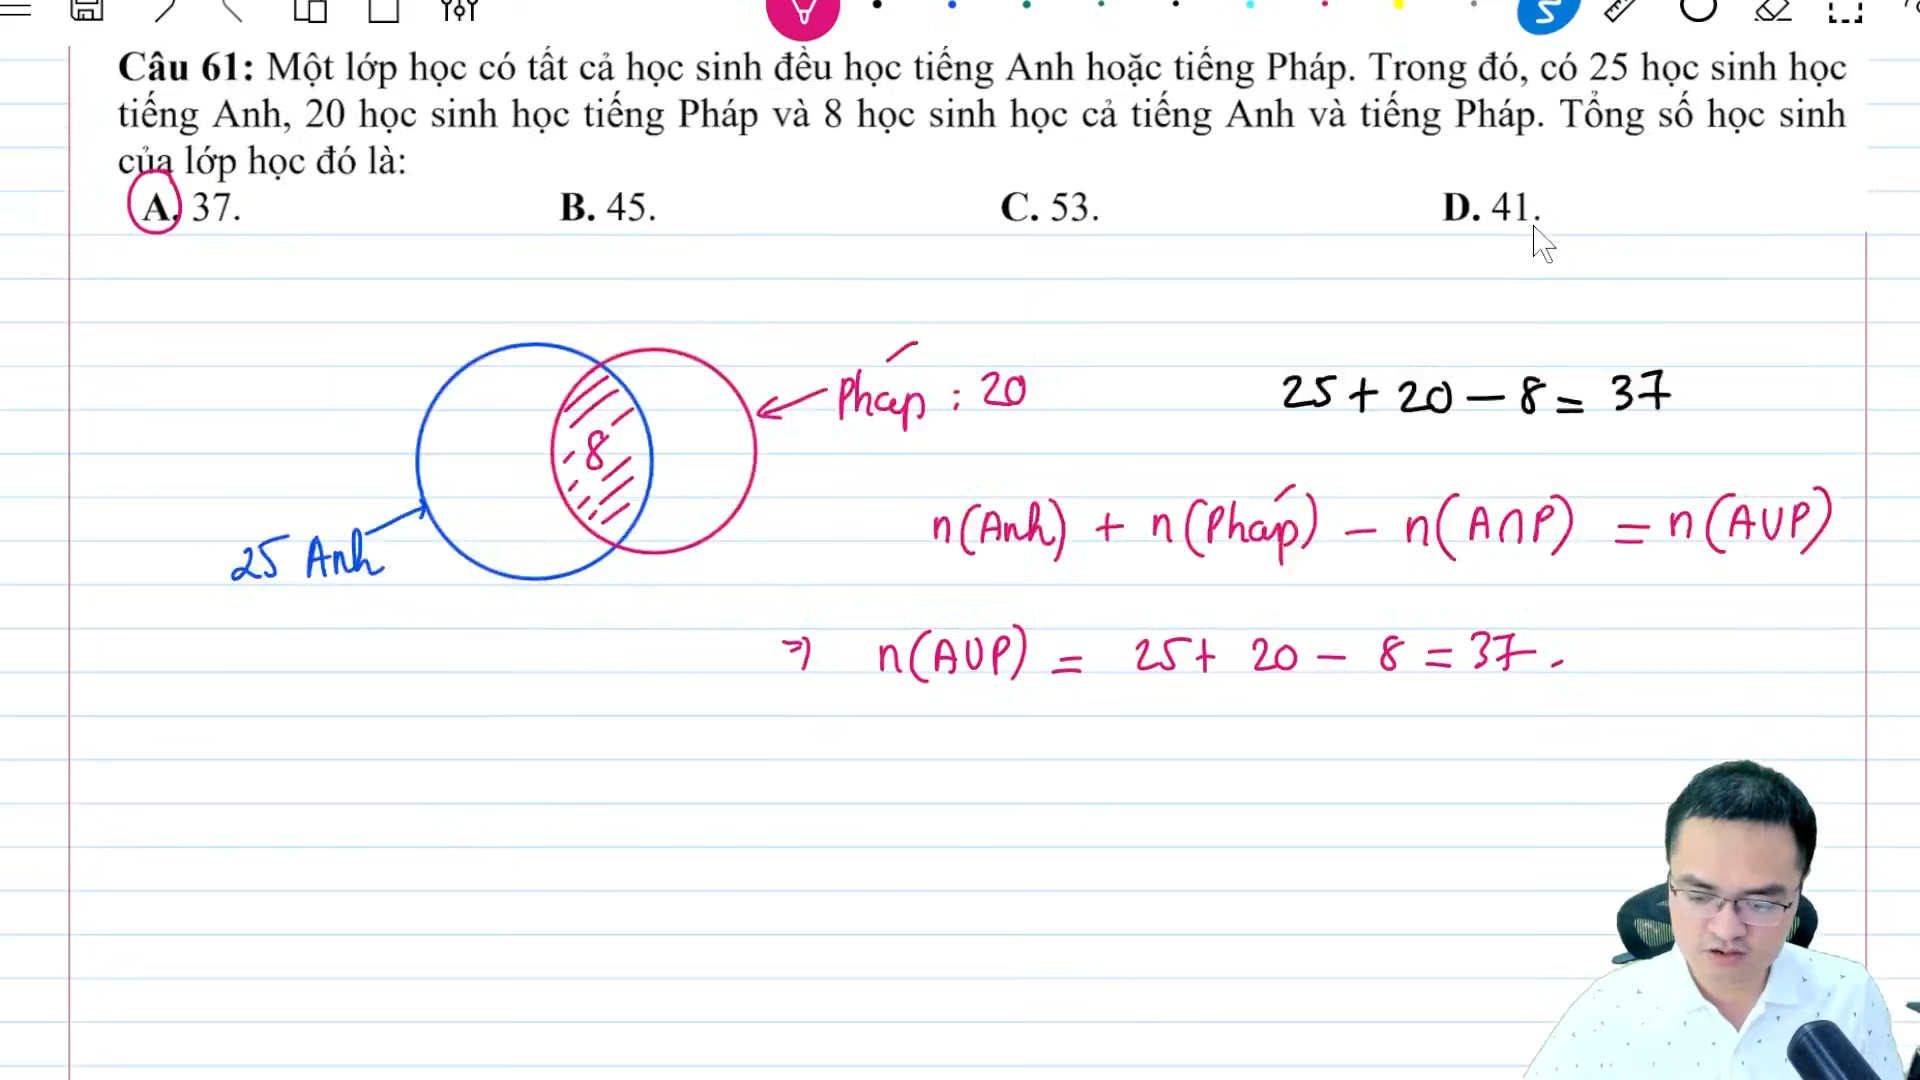 Câu 61: Một lớp học có tất cả học sinh đều học tiếng Anh hoặc tiếng Pháp. Trong đó, có 25 học sinh học
tiếng Anh, 20 học sinh học tiếng Pháp và 8 học sinh học cả tiếng Anh và tiếng Pháp. Tổng số học sinh
của lớp học đó là:
A. 37. B. 45. C. 53. D. 41.
Pháp : 20
25 + 20 - 8 = 37
8
n(Anh) + n(Pháp) - n(A∩P) = n(A∪P)
25 Anh
⇒ n(A∪P) = 25 + 20 - 8 = 37.